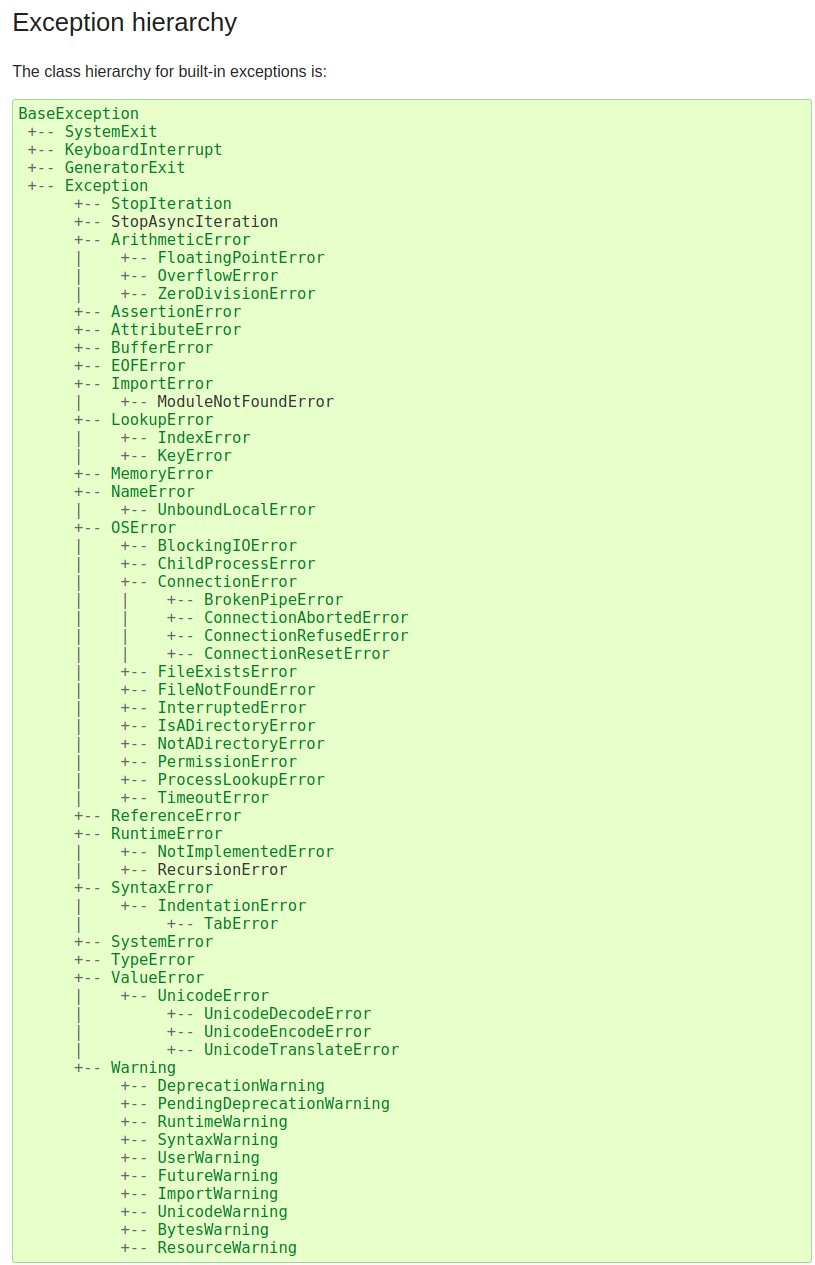 Exception hierarchy
The class hierarchy for built-in exceptions is:
BaseException
 +-- SystemExit
 +-- KeyboardInterrupt
 +-- GeneratorExit
 +-- Exception
      +-- StopIteration
      +-- StopAsyncIteration
      +-- ArithmeticError
      |    +-- FloatingPointError
      |    +-- OverflowError
      |    +-- ZeroDivisionError
      +-- AssertionError
      +-- AttributeError
      +-- BufferError
      +-- EOFError
      +-- ImportError
      |    +-- ModuleNotFoundError
      +-- LookupError
      |    +-- IndexError
      |    +-- KeyError
      +-- MemoryError
      +-- NameError
      |    +-- UnboundLocalError
      +-- OSError
      |    +-- BlockingIOError
      |    +-- ChildProcessError
      |    +-- ConnectionError
      |    |    +-- BrokenPipeError
      |    |    +-- ConnectionAbortedError
      |    |    +-- ConnectionRefusedError
      |    |    +-- ConnectionResetError
      |    +-- FileExistsError
      |    +-- FileNotFoundError
      |    +-- InterruptedError
      |    +-- IsADirectoryError
      |    +-- NotADirectoryError
      |    +-- PermissionError
      |    +-- ProcessLookupError
      |    +-- TimeoutError
      +-- ReferenceError
      +-- RuntimeError
      |    +-- NotImplementedError
      |    +-- RecursionError
      +-- SyntaxError
      |    +-- IndentationError
      |         +-- TabError
      +-- SystemError
      +-- TypeError
      +-- ValueError
      |    +-- UnicodeError
      |         +-- UnicodeDecodeError
      |         +-- UnicodeEncodeError
      |         +-- UnicodeTranslateError
      +-- Warning
           +-- DeprecationWarning
           +-- PendingDeprecationWarning
           +-- RuntimeWarning
           +-- SyntaxWarning
           +-- UserWarning
           +-- FutureWarning
           +-- ImportWarning
           +-- UnicodeWarning
           +-- BytesWarning
           +-- ResourceWarning